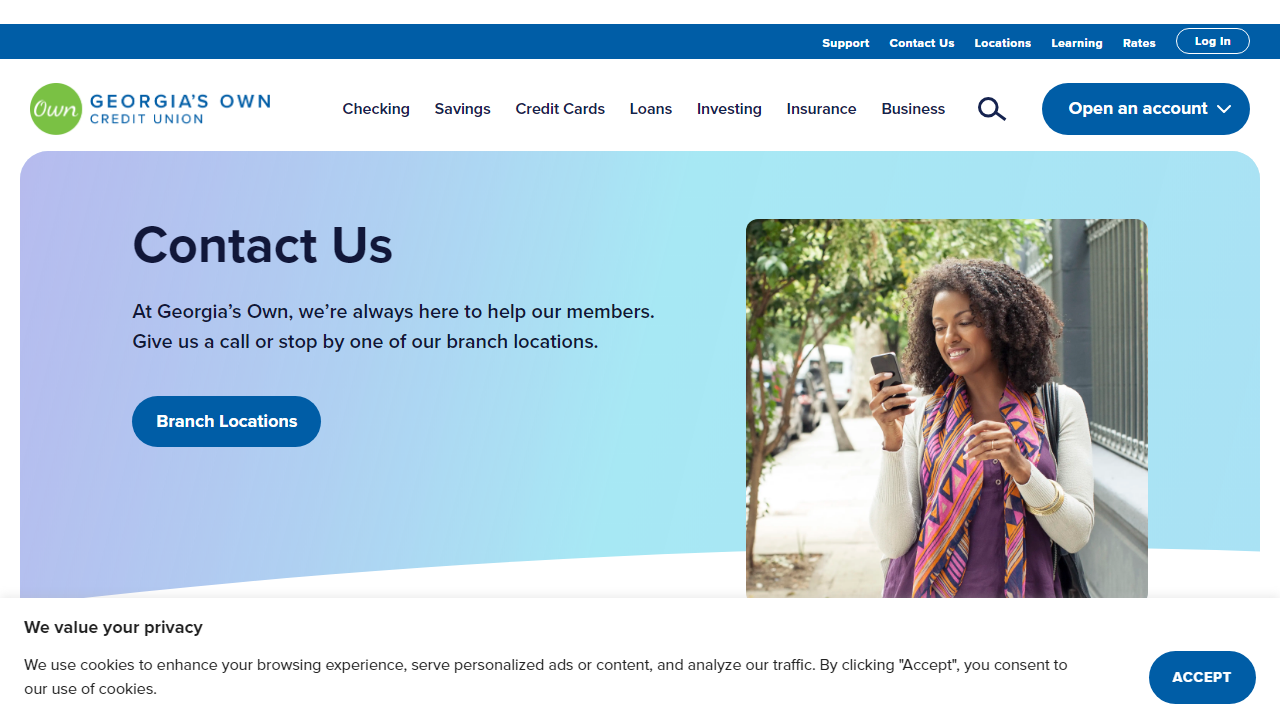 Support Contact Us Locations Learning Rates Log In
Own GEORGIA'S OWN
CREDIT UNION
Checking Savings Credit Cards Loans Investing Insurance Business Open an account
Contact Us
At Georgia’s Own, we’re always here to help our members.
Give us a call or stop by one of our branch locations.
Branch Locations
We value your privacy
We use cookies to enhance your browsing experience, serve personalized ads or content, and analyze our traffic. By clicking "Accept", you consent to
our use of cookies.
ACCEPT